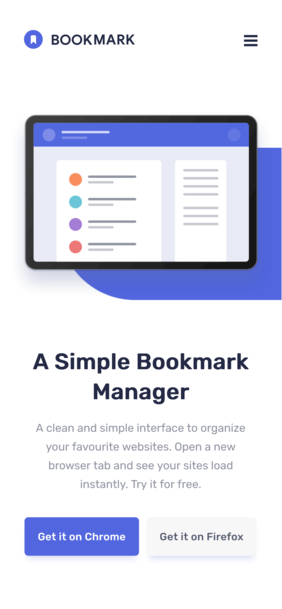 BOOKMARK
A Simple Bookmark
Manager
A clean and simple interface to organize
your favourite websites. Open a new
browser tab and see your sites load
instantly. Try it for free.
Get it on Chrome
Get it on Firefox